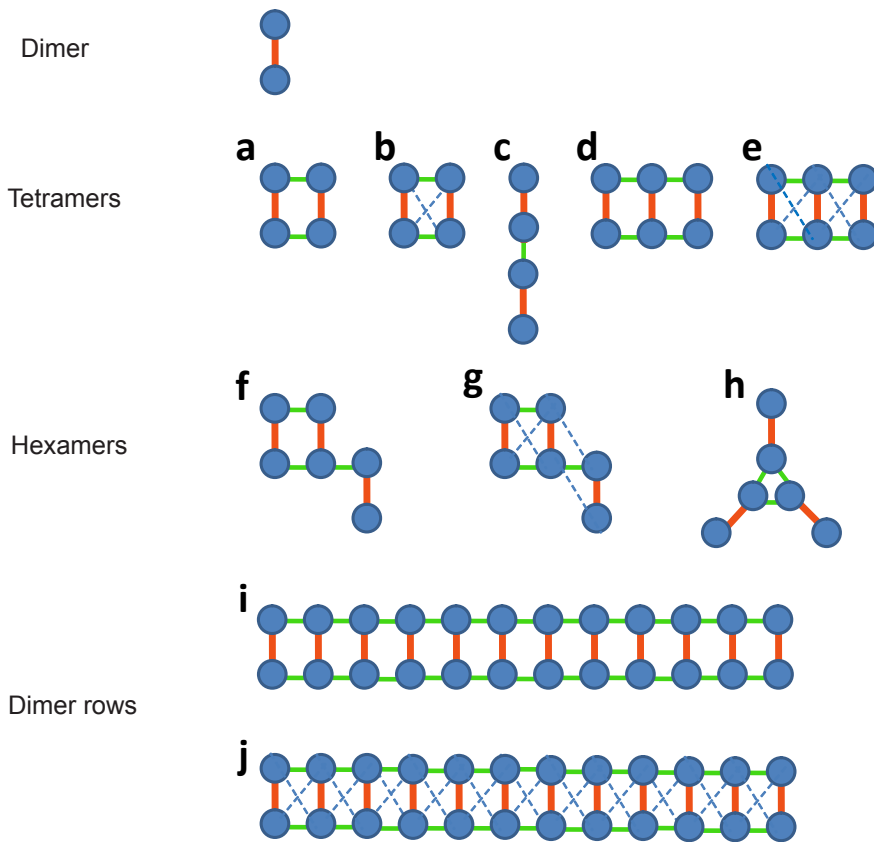 Dimer
a b c d e
Tetramers
f g h
Hexamers
i
Dimer rows
j